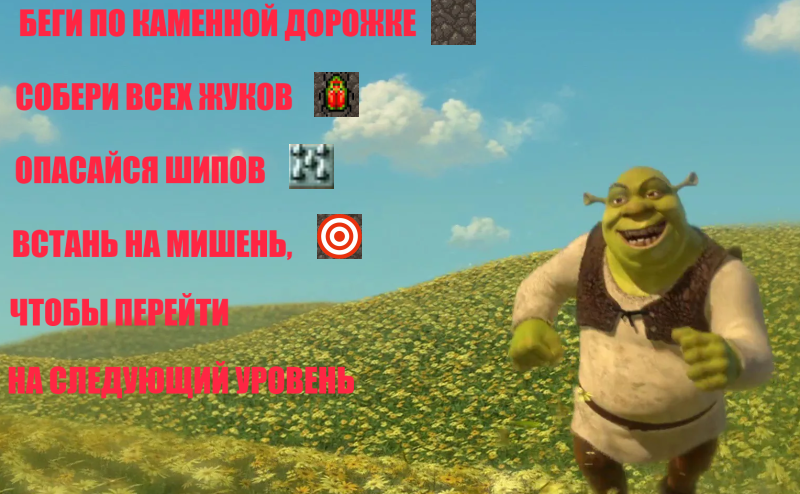 БЕГИ ПО КАМЕННОЙ ДОРОЖКЕ
СОБЕРИ ВСЕХ ЖУКОВ
ОПАСАЙСЯ ШИПОВ
ВСТАНЬ НА МИШЕНЬ,
ЧТОБЫ ПЕРЕЙТИ
НА СЛЕДУЮЩИЙ УРОВЕНЬ